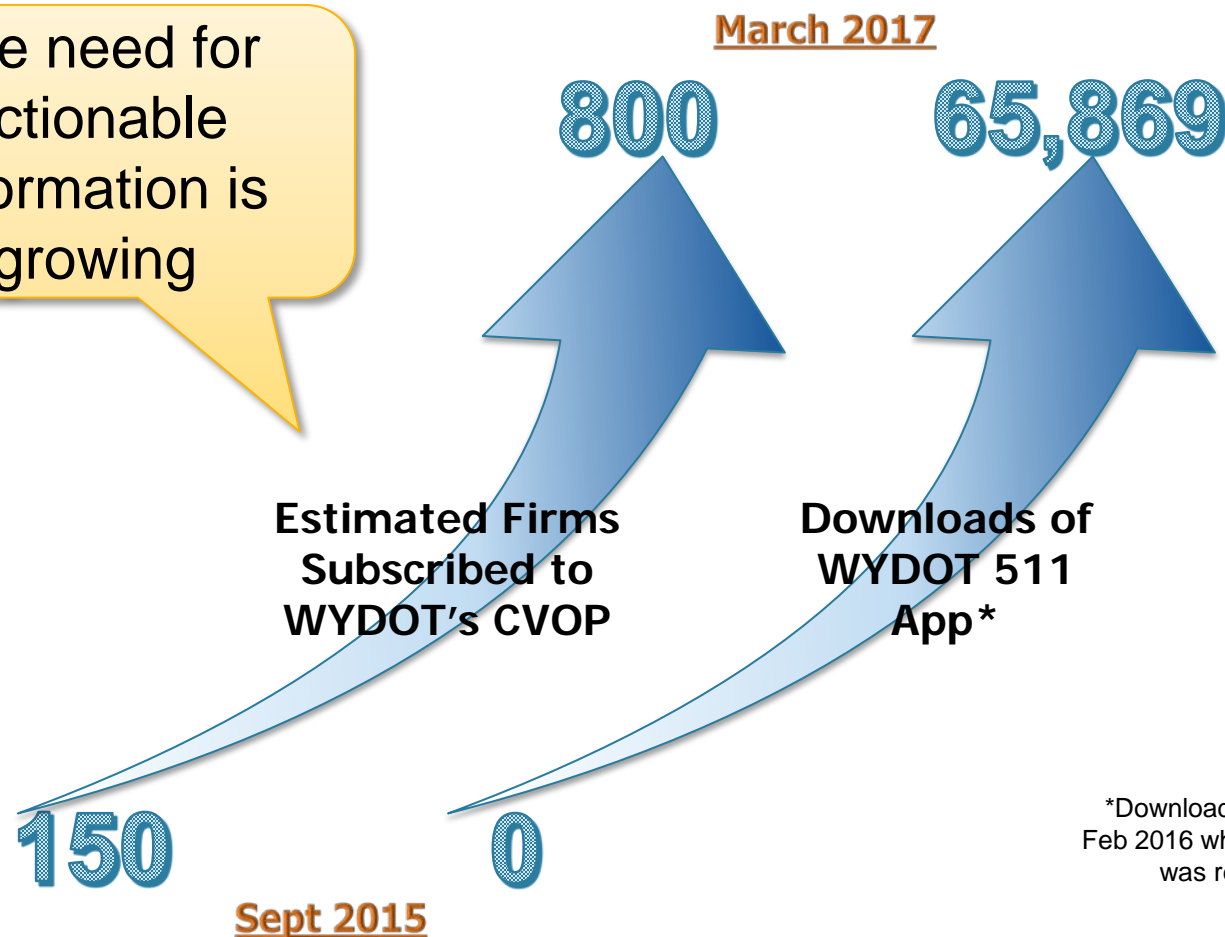 e need for
ctionable
ormation is
growing
March 2017
800
65,869
Estimated Firms
Subscribed to
WYDOT's CVOP
Downloads of
WYDOT 511
App*
150
0
Sept 2015
*Download
Feb 2016 wh
was re